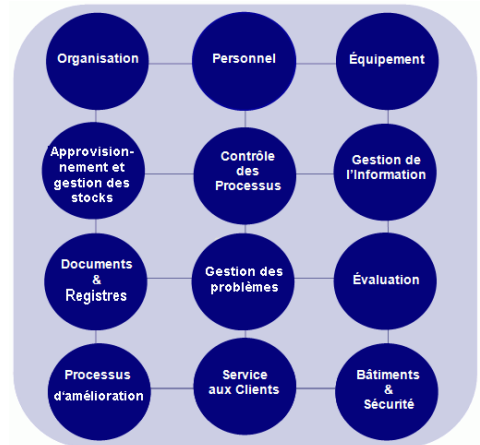 Organisation
Personnel
Équipement
Approvision-
nement et
gestion des
stocks
Contrôle
des
Processus
Gestion de
l'Information
Documents
&
Registres
Gestion des
problèmes
Évaluation
Processus
d'amélioration
Service
aux Clients
Bâtiments
&
Sécurité